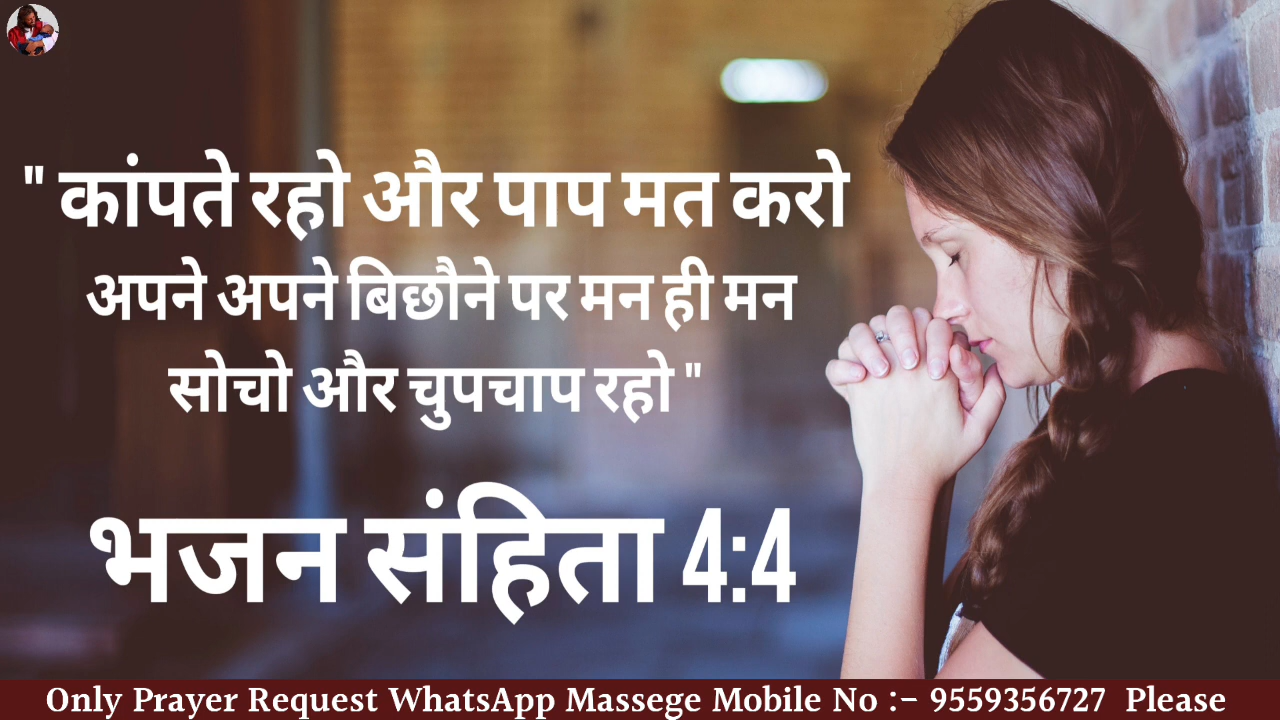 " कांपते रहो और पाप मत करो
अपने अपने बिछौने पर मन ही मन
सोचो और चुपचाप रहो "
भजन संहिता 4:4
Only Prayer Request WhatsApp Massege Mobile No :- 9559356727 Please